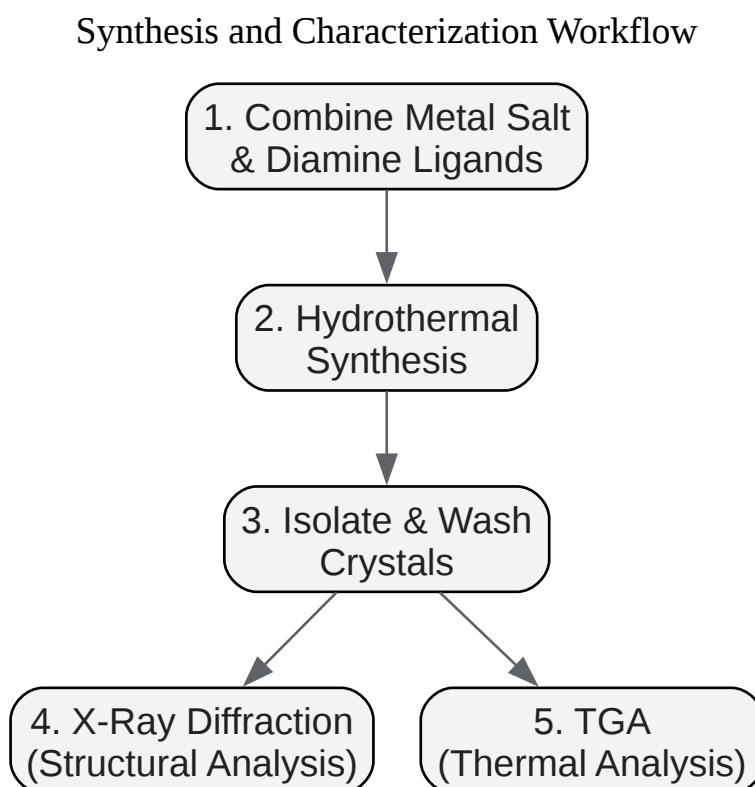 Synthesis and Characterization Workflow
1. Combine Metal Salt
& Diamine Ligands
2. Hydrothermal
Synthesis
3. Isolate & Wash
Crystals
4. X-Ray Diffraction
(Structural Analysis)
5. TGA
(Thermal Analysis)